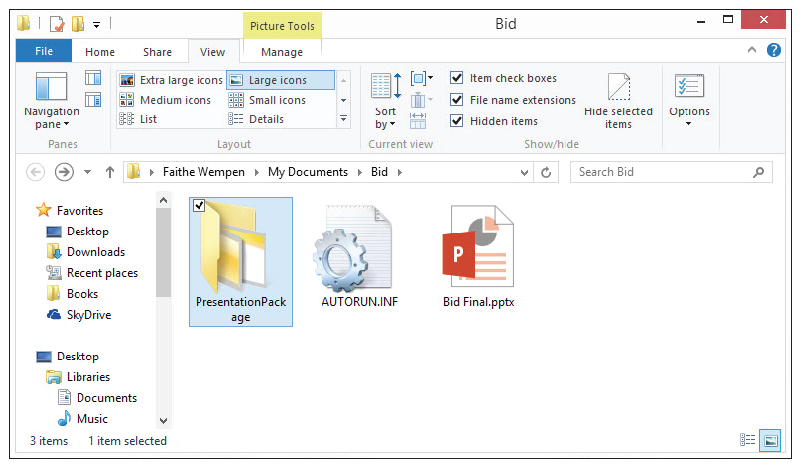 Picture Tools
Bid
File
Home
Share
View
Manage
Navigation
pane
Extra large icons
Large icons
Medium icons
Small icons
List
Details
Sort
by
Item check boxes
File name extensions
Hidden items
Hide selected
items
Options
Panes
Layout
Current view
Show/hide
Faithe Wempen
My Documents
Bid
Search Bid
Favorites
Desktop
Downloads
Recent places
Books
SkyDrive
Desktop
Libraries
Documents
Music
PresentationPack
age
AUTORUN.INF
P
Bid Final.pptx
3 items
1 item selected